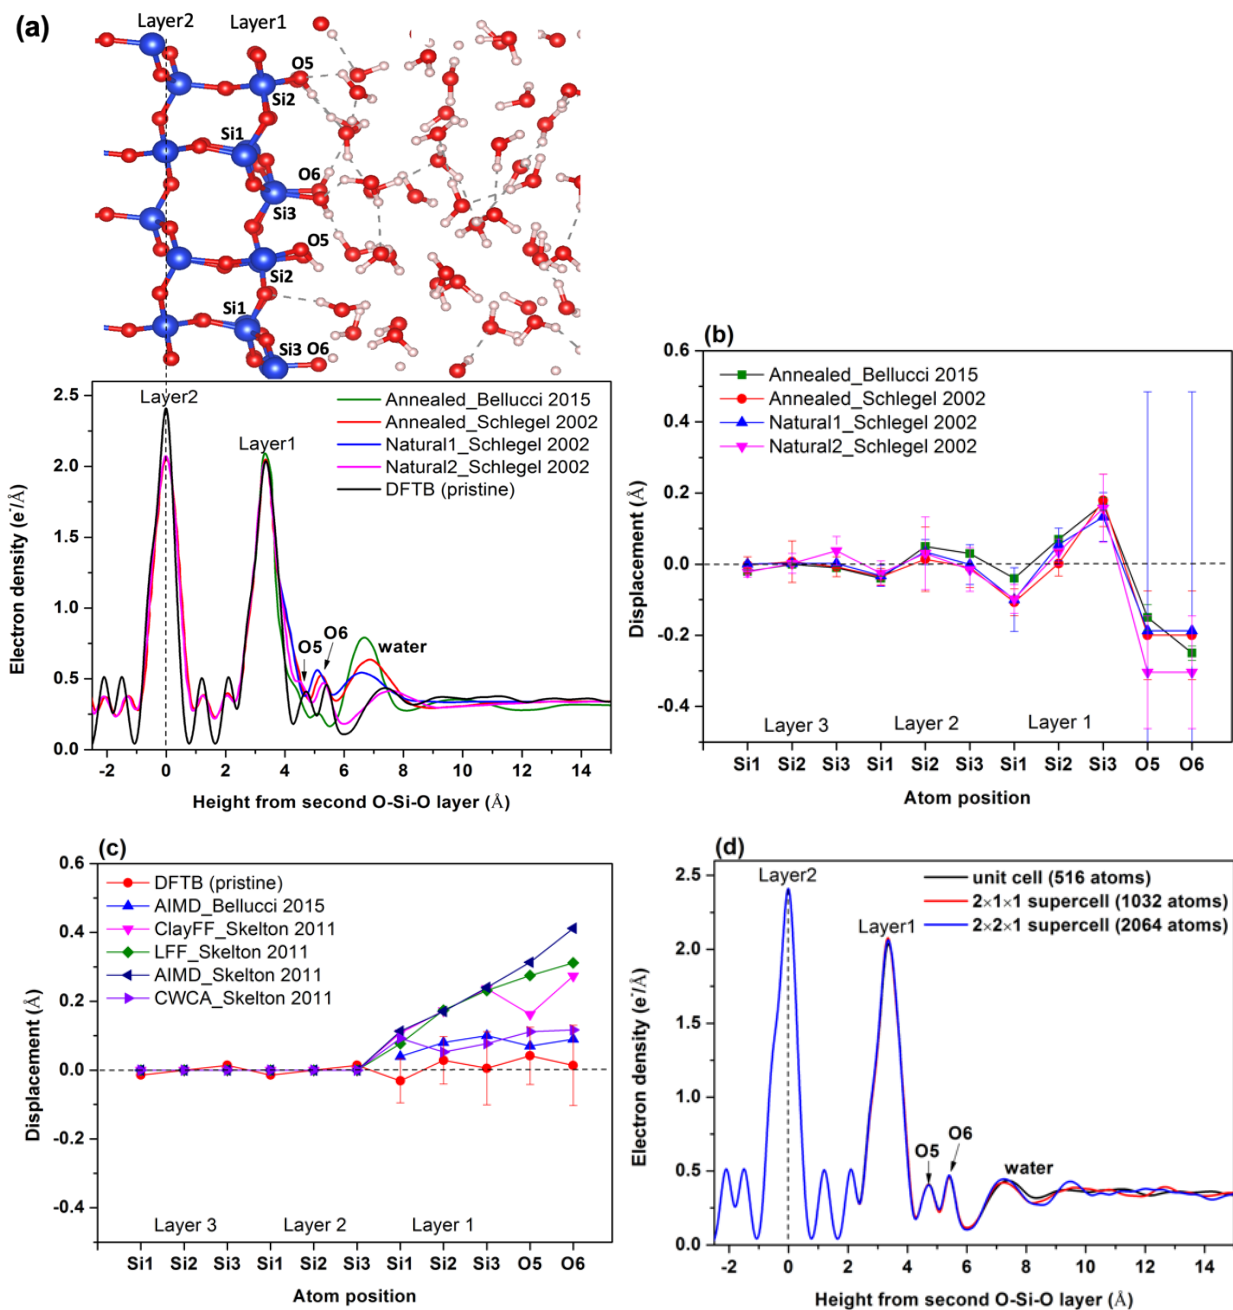 (a)
Layer2 Layer1
O5
Si2
Si1
O6
Si3
O5
Si2
Si1
Si3 O6
2.5
2.0
1.5
1.0
0.5
0.0
Electron density (e-/Å)
Layer2
Layer1
O5
O6
water
Annealed_Bellucci 2015
Annealed_Schlegel 2002
Natural1_Schlegel 2002
Natural2_Schlegel 2002
DFTB (pristine)
-2 0 2 4 6 8 10 12 14
Height from second O-Si-O layer (Å)
(b)
0.6
0.4
0.2
0.0
-0.2
-0.4
Displacement (Å)
Annealed_Bellucci 2015
Annealed_Schlegel 2002
Natural1_Schlegel 2002
Natural2_Schlegel 2002
Layer 3 Layer 2 Layer 1
Si1 Si2 Si3 Si1 Si2 Si3 Si1 Si2 Si3 O5 O6
Atom position
(c)
0.6
0.4
0.2
0.0
-0.2
-0.4
Displacement (Å)
DFTB (pristine)
AIMD_Bellucci 2015
ClayFF_Skelton 2011
LFF_Skelton 2011
AIMD_Skelton 2011
CWCA_Skelton 2011
Layer 3 Layer 2 Layer 1
Si1 Si2 Si3 Si1 Si2 Si3 Si1 Si2 Si3 O5 O6
Atom position
(d)
2.5
2.0
1.5
1.0
0.5
0.0
Electron density (e-/Å)
Layer2
Layer1
O5
O6
water
unit cell (516 atoms)
2×1×1 supercell (1032 atoms)
2×2×1 supercell (2064 atoms)
-2 0 2 4 6 8 10 12 14
Height from second O-Si-O layer (Å)